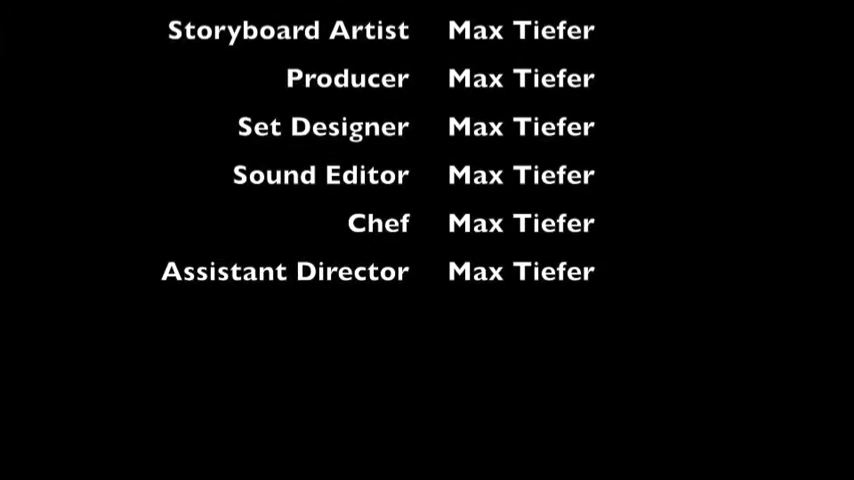 Storyboard Artist Max Tiefer
Producer Max Tiefer
Set Designer Max Tiefer
Sound Editor Max Tiefer
Chef Max Tiefer
Assistant Director Max Tiefer